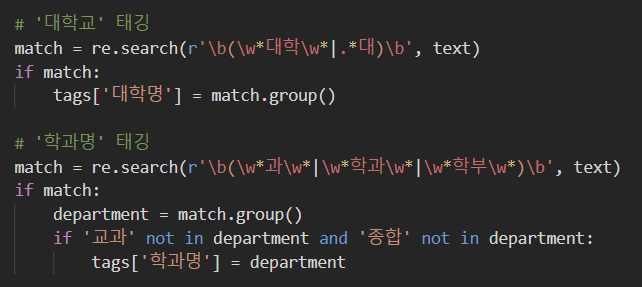 # '대학교' 태깅
match = re.search(r'\b(\w*대학\w*|.*대)\b', text)
if match:
    tags['대학명'] = match.group()

# '학과명' 태깅
match = re.search(r'\b(\w*과\w*|\w*학과\w*|\w*학부\w*)\b', text)
if match:
    department = match.group()
    if '교과' not in department and '종합' not in department:
        tags['학과명'] = department